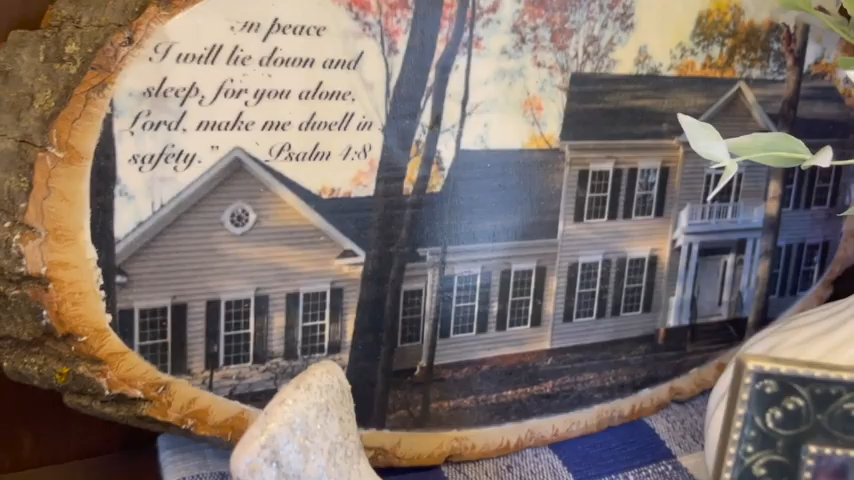 "In peace
I will lie down and
sleep, for you alone,
Lord, make me dwell in
safety." Psalm 4:8